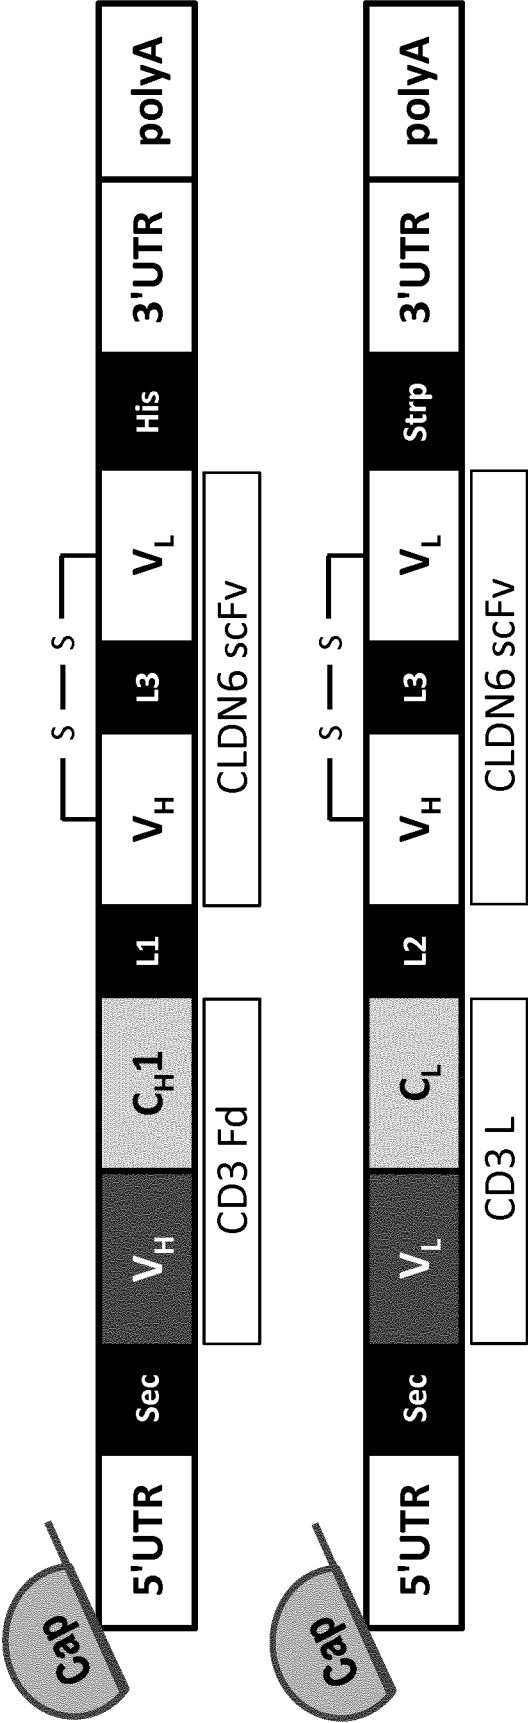 S — S
Cap
5'UTR Sec VH CH1 L1 VH L3 VL His 3'UTR polyA
CD3 Fd CLDN6 scFv
S — S
Cap
5'UTR Sec VL CL L2 VH L3 VL Strp 3'UTR polyA
CD3 L CLDN6 scFv